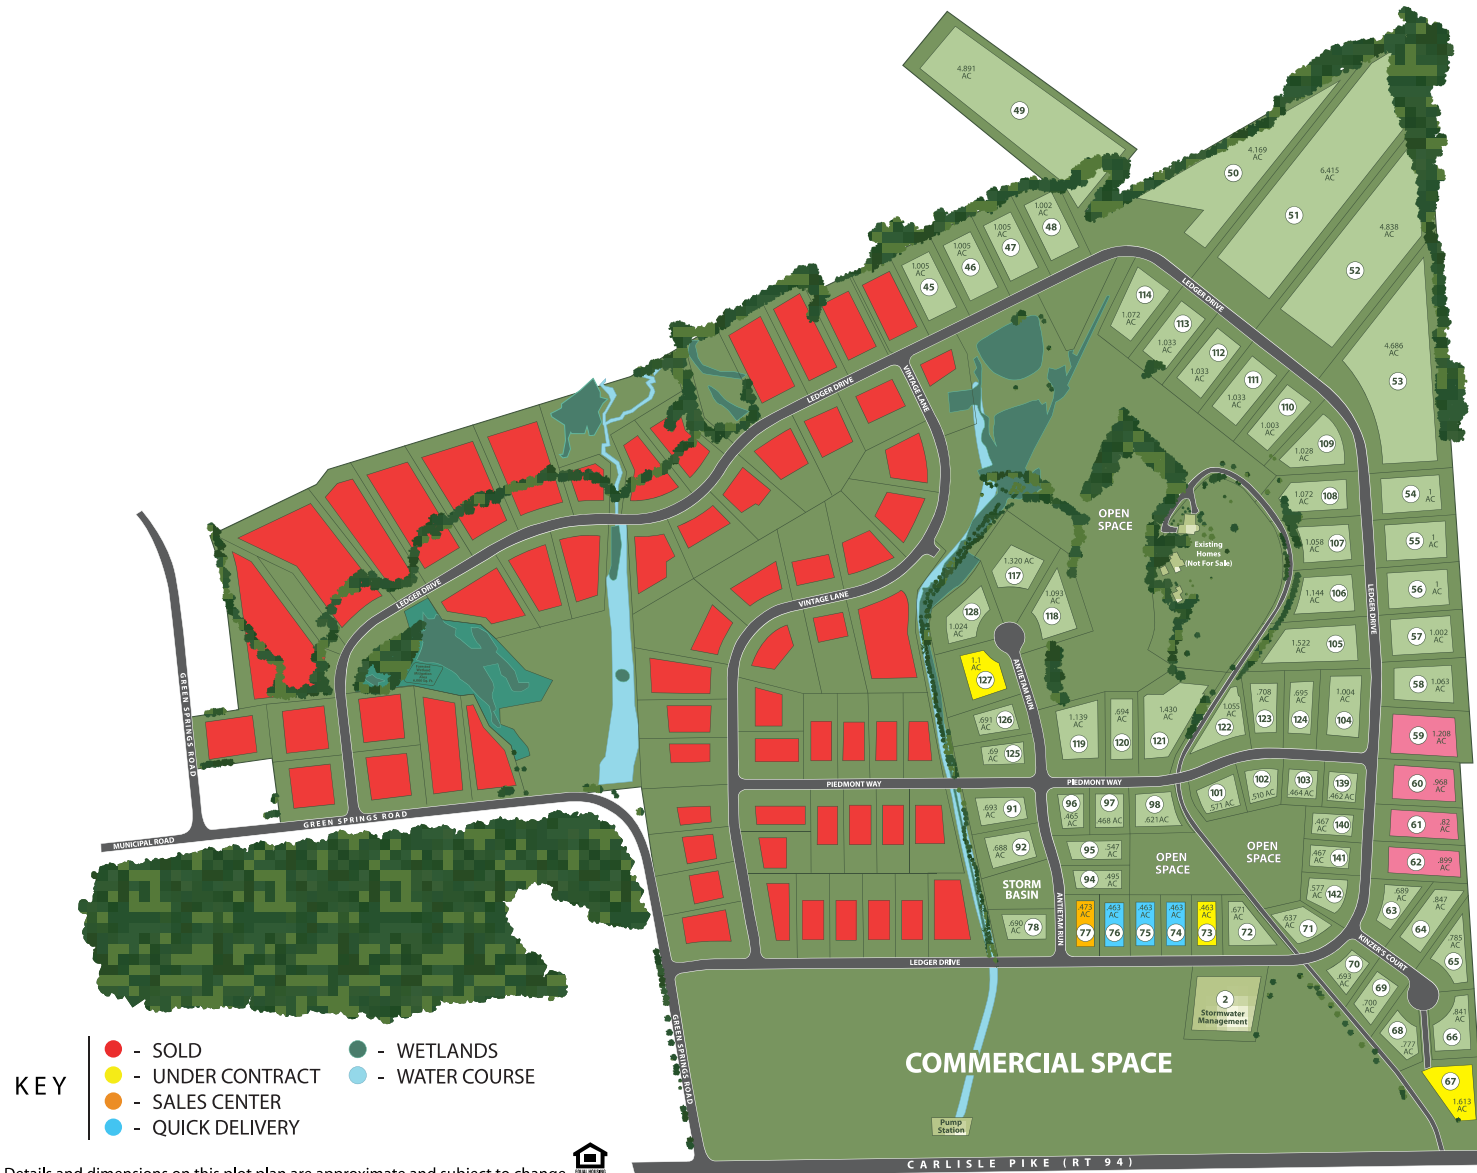 4.891
AC
49
4.169
AC
50
6.415
AC
51
4.838
AC
52
4.686
AC
53
1.002
AC
48
1.005
AC
47
1.005
AC
46
1.005
AC
45
LEDGER DRIVE
114
1.072
AC
113
1.033
AC
112
1.033
AC
111
1.033
AC
110
1.003
AC
109
1.028
AC
108
1.072
AC
107
1.058
AC
106
1.144
AC
105
1.522
AC
54
1
AC
55
1
AC
56
1
AC
57
1.002
AC
58
1.063
AC
59
1.208
AC
60
.968
AC
61
.82
AC
62
.899
AC
LEDGER DRIVE
VINTAGE LANE
LEDGER DRIVE
OPEN
SPACE
Existing
Homes
(Not For Sale)
1.320 AC
117
1.093
AC
118
128
1.024
AC
1.1
AC
127
ANTIETAM RUN
.691
AC
126
.69
AC
125
1.139
AC
119
.694
AC
120
1.430
AC
121
1.055
AC
122
.708
AC
123
.695
AC
124
1.004
AC
104
LEDGER DRIVE
VINTAGE LANE
GREEN SPRINGS ROAD
PIEDMONT WAY
PIEDMONT WAY
101
.571 AC
102
.510 AC
103
.464 AC
139
.462 AC
.467
AC
140
.467
AC
141
.577
AC
142
.693
AC
91
.688
AC
92
96
.465
AC
97
.468 AC
98
.621AC
95
.547
AC
94
.495
AC
OPEN
SPACE
OPEN
SPACE
STORM
BASIN
.690
AC
78
ANTIETAM RUN
.473
AC
77
.463
AC
76
.463
AC
75
.463
AC
74
.463
AC
73
.671
AC
72
.637
AC
71
.689
AC
63
.847
AC
64
.785
AC
65
KINZER'S COURT
70
.693
AC
69
.700
AC
68
.777
AC
.841
AC
66
67
1.613
AC
MUNICIPAL ROAD
GREEN SPRINGS ROAD
LEDGER DRIVE
GREEN SPRINGS ROAD
2
Stormwater
Management
COMMERCIAL SPACE
Pump
Station
KEY
- SOLD
- UNDER CONTRACT
- SALES CENTER
- QUICK DELIVERY
- WETLANDS
- WATER COURSE
Details and dimensions on this plot plan are approximate and subject to change
EQUAL HOUSING
CARLISLE PIKE (RT 94)